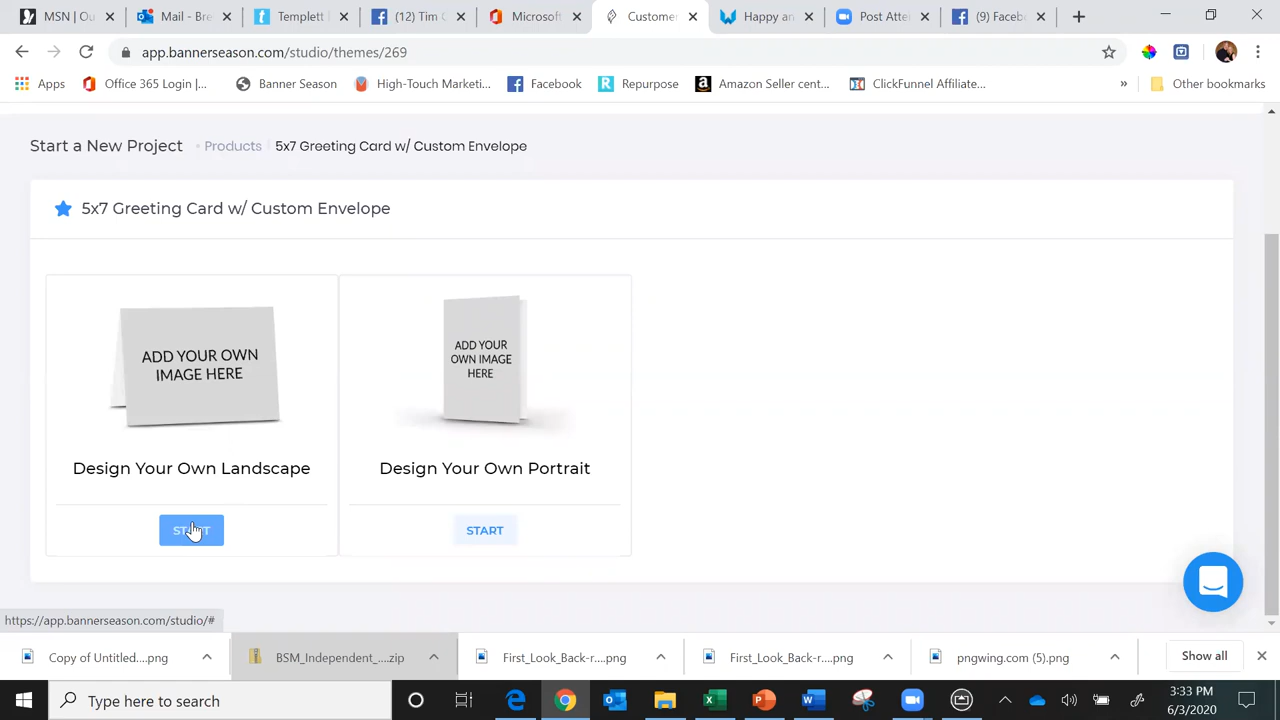 MSN | Ou
Mail - Bre
Templett |
(12) Tim C
Microsoft
Customer
Happy an
Post Atter
(9) Faceb
app.bannerseason.com/studio/themes/269
Apps
Office 365 Login |...
Banner Season
High-Touch Marketi...
Facebook
Repurpose
Amazon Seller cent...
ClickFunnel Affiliate...
»
Other bookmarks
Start a New Project
Products
5x7 Greeting Card w/ Custom Envelope
5x7 Greeting Card w/ Custom Envelope
ADD YOUR OWN
IMAGE HERE
ADD YOUR
OWN IMAGE
HERE
Design Your Own Landscape
Design Your Own Portrait
START
START
https://app.bannerseason.com/studio/#
Copy of Untitled....png
BSM_Independent_....zip
First_Look_Back-r....png
First_Look_Back-r....png
pngwing.com (5).png
Show all
Type here to search
3:33 PM
6/3/2020